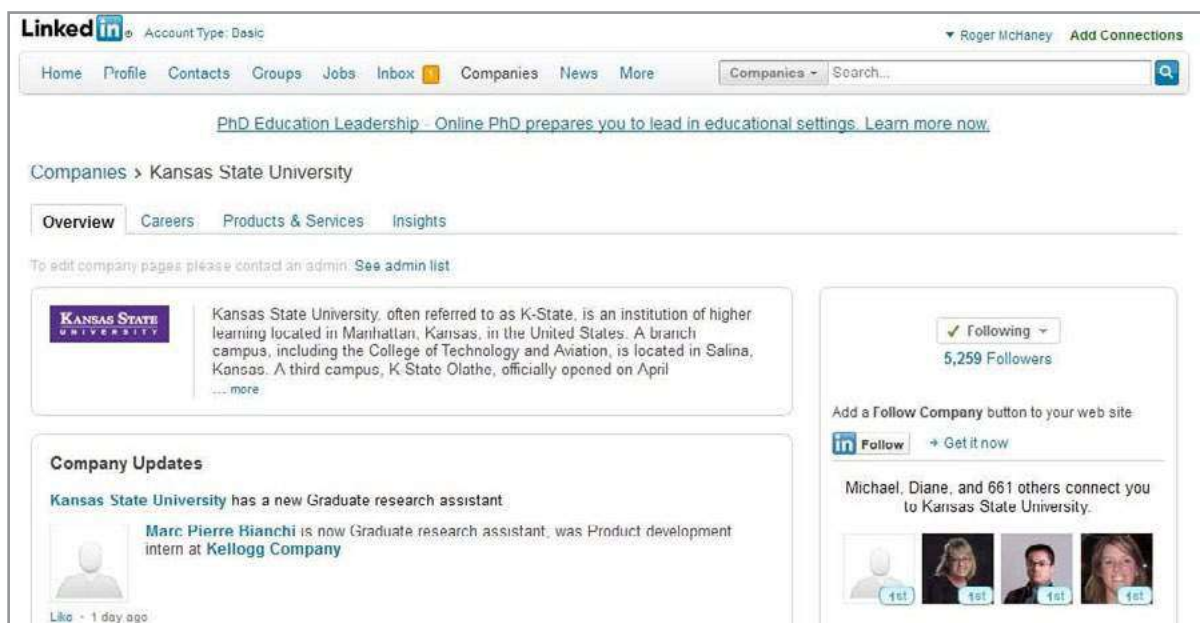 Linked in ® Account Type: Basic
Roger McHaney Add Connections
Home Profile Contacts Groups Jobs Inbox 1 Companies News More Companies Search...
PhD Education Leadership - Online PhD prepares you to lead in educational settings. Learn more now.
Companies > Kansas State University
Overview Careers Products & Services Insights
To edit company pages please contact an admin. See admin list
KANSAS STATE
UNIVERSITY
Kansas State University, often referred to as K-State, is an institution of higher
learning located in Manhattan, Kansas, in the United States. A branch
campus, including the College of Technology and Aviation, is located in Salina,
Kansas. A third campus, K-State Olathe, officially opened on April
.... more
Company Updates
Kansas State University has a new Graduate research assistant
Marc Pierre Bianchi is now Graduate research assistant, was Product development
intern at Kellogg Company
Like - 1 day ago
Following
5,259 Followers
Add a Follow Company button to your web site
in Follow Get it now
Michael, Diane, and 661 others connect you
to Kansas State University.
1st 1st 1st 1st